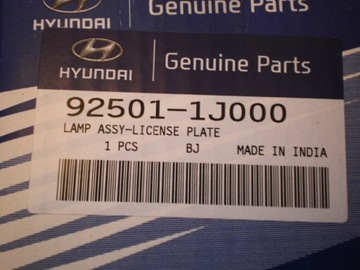 Genuine Parts
HYUNDAI
HYUNDAI
Genuine Parts
92501-1J000
LAMP ASSY-LICENSE PLATE
1 PCS BJ MADE IN INDIA